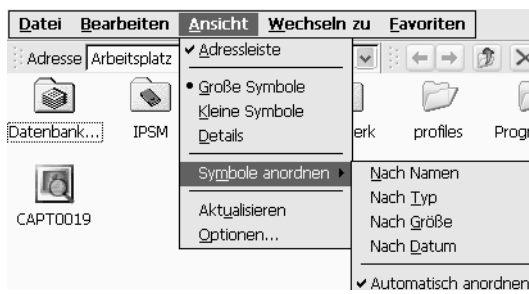 Datei Bearbeiten Ansicht Wechseln zu Favoriten
Adresse Arbeitsplatz
Adressleiste
Große Symbole
Kleine Symbole
Details
Symbole anordnen
Aktualisieren
Optionen...
Nach Namen
Nach Typ
Nach Größe
Nach Datum
Automatisch anordnen
Datenbank...
IPSM
erk
profiles
Progr
CAPT0019